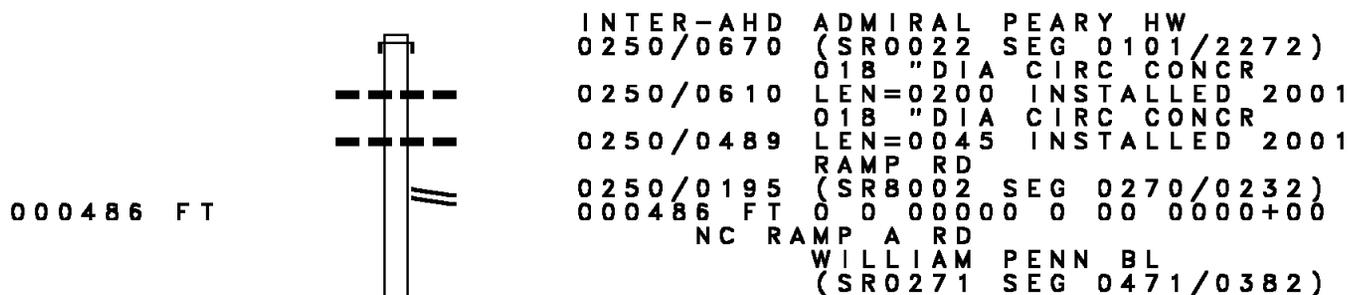 INTER-AHD ADMIRAL PEARY HW
0250/0670 (SR0022 SEG 0101/2272)
018 "DIA CIRC CONCR
0250/0610 LEN=0200 INSTALLED 2001
018 "DIA CIRC CONCR
0250/0489 LEN=0045 INSTALLED 2001
RAMP RD
0250/0195 (SR8002 SEG 0270/0232)
000486 FT 000486 FT 0 0 00000 0 00 0000+00
NC RAMP A RD
WILLIAM PENN BL
(SR0271 SEG 0471/0382)